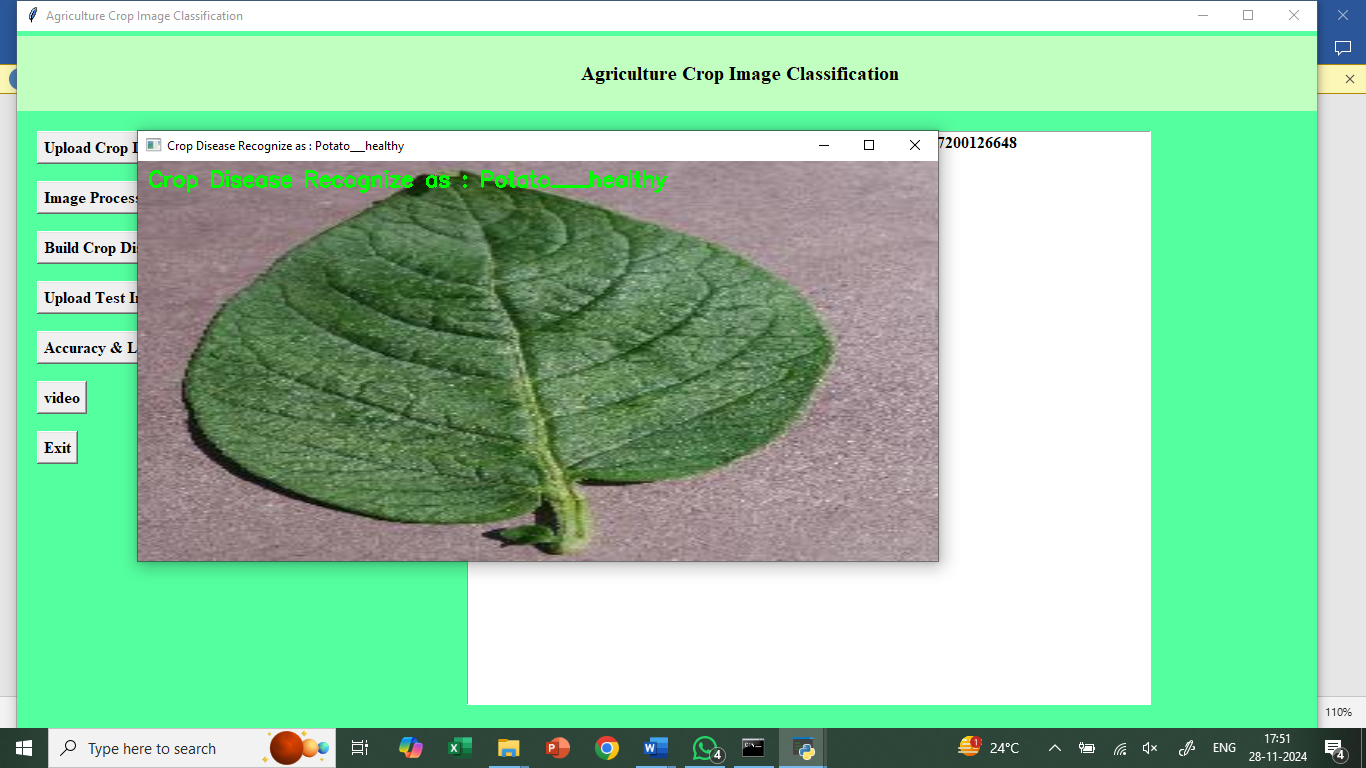 Agriculture Crop Image Classification
Agriculture Crop Image Classification
Upload Crop I
7200126648
Crop Disease Recognize as : Potato___healthy
Crop Disease Recognize as : Potato___healthy
Image Process
Build Crop Di
Upload Test I
Accuracy & L
video
Exit
110%
Type here to search
4
1
24°C
ENG
17:51
28-11-2024
4